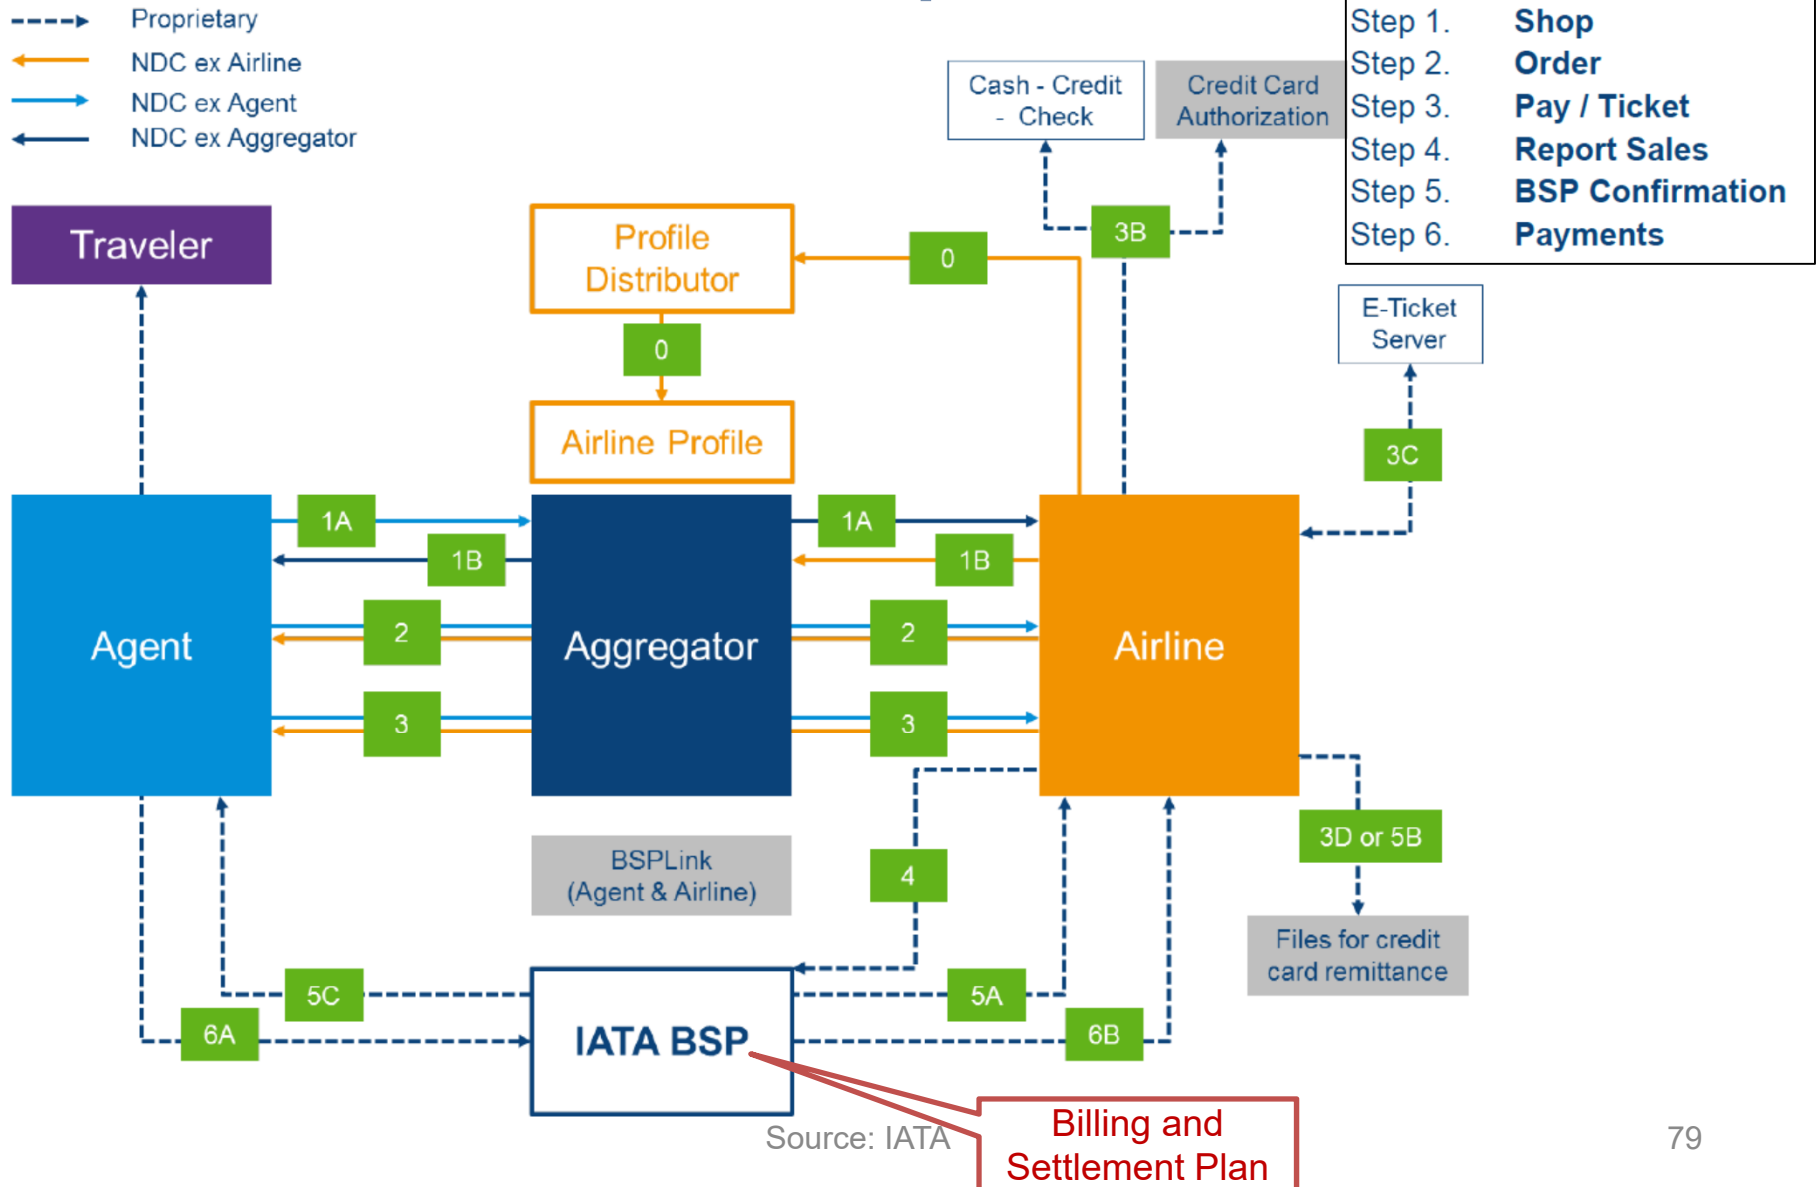 Proprietary
NDC ex Airline
NDC ex Agent
NDC ex Aggregator
Step 1. Shop
Step 2. Order
Step 3. Pay / Ticket
Step 4. Report Sales
Step 5. BSP Confirmation
Step 6. Payments
Cash - Credit
- Check
Credit Card
Authorization
3B
Traveler
Profile
Distributor
0
0
E-Ticket
Server
Airline Profile
3C
1A
1A
1B
1B
Agent
2
Aggregator
2
Airline
3
3
3D or 5B
BSPLink
(Agent & Airline)
4
Files for credit
card remittance
5C
5A
6A
IATA BSP
6B
Billing and
Settlement Plan
Source: IATA
79